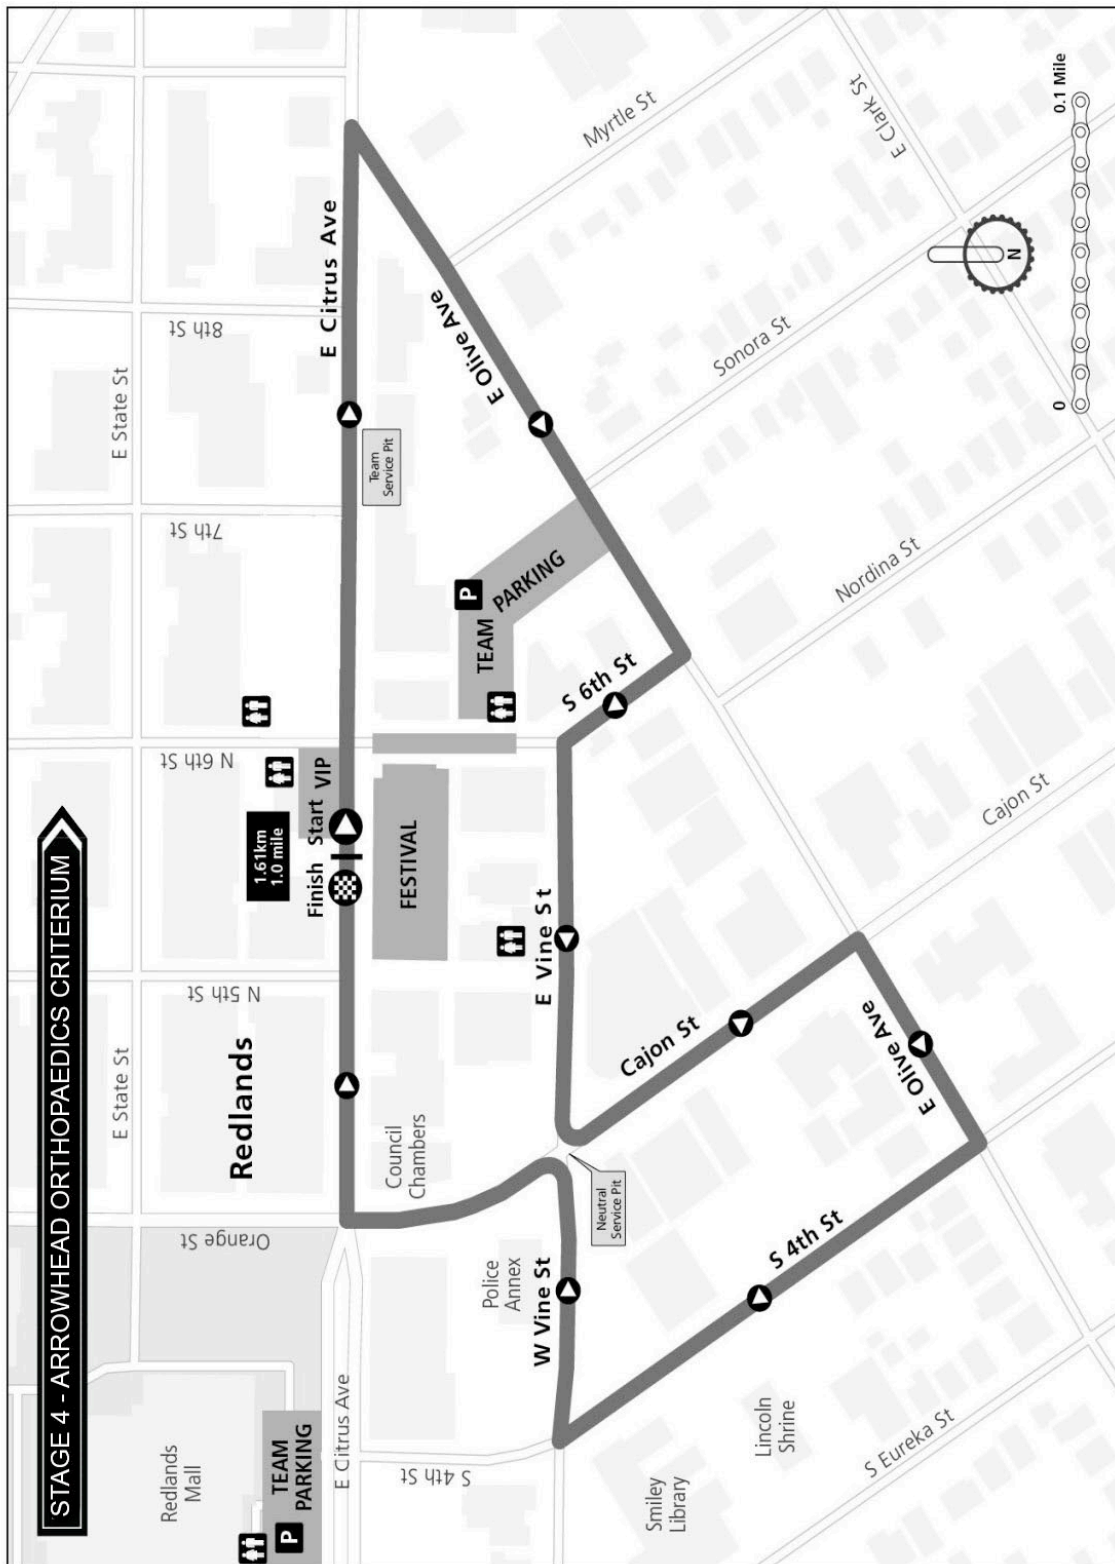 STAGE 4 - ARROWHEAD ORTHOPAEDICS CRITERIUM
E State St
E State St
8th St
7th St
N 6th St
N 5th St
Orange St
Redlands
Redlands
Mall
TEAM
PARKING
P
E Citrus Ave
S 4th St
E Citrus Ave
1.61km
1.0 mile
Finish
Start
VIP
FESTIVAL
Team
Service Pit
P
TEAM
PARKING
Council
Chambers
Police
Annex
W Vine St
E Vine St
Neutral
Service Pit
S 6th St
E Olive Ave
Cajon St
E Olive Ave
S 4th St
Smiley
Library
Lincoln
Shrine
S Eureka St
Cajon St
Nordina St
Sonora St
Myrtle St
E Clark St
N
0
0.1 Mile